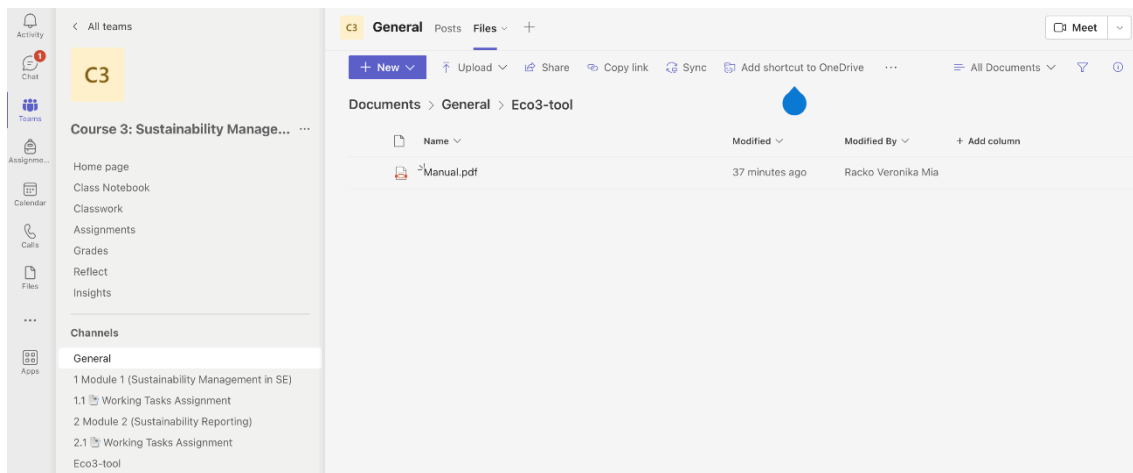 Activity
1
Chat
Teams
Assignme...
Calendar
Calls
Files
...
Apps
All teams
C3
Course 3: Sustainability Manage... ...
Home page
Class Notebook
Classwork
Assignments
Grades
Reflect
Insights
Channels
General
1 Module 1 (Sustainability Management in SE)
1.1 Working Tasks Assignment
2 Module 2 (Sustainability Reporting)
2.1 Working Tasks Assignment
Eco3-tool
C3 General Posts Files + Meet
+ New Upload Share Copy link Sync Add shortcut to OneDrive ... All Documents
Documents > General > Eco3-tool
Name Modified Modified By + Add column
Manual.pdf 37 minutes ago Racko Veronika Mia